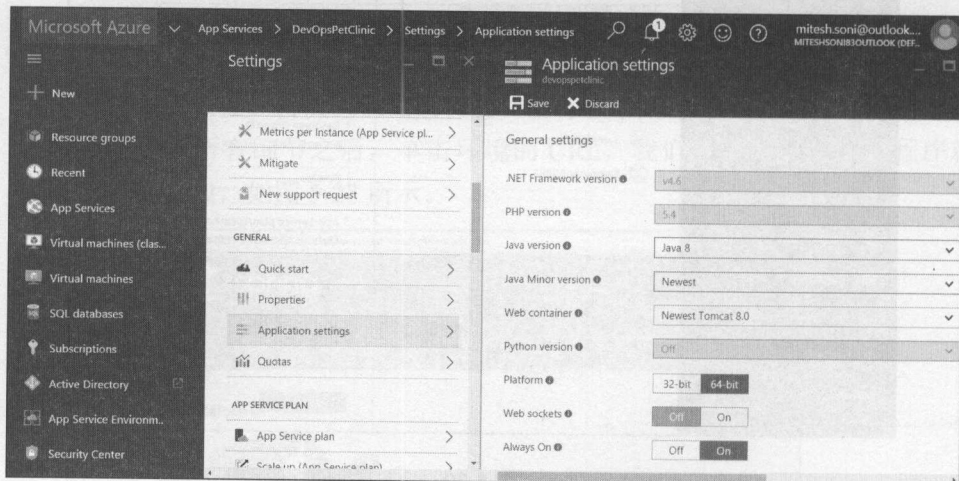 Microsoft Azure
App Services > DevOpsPetClinic > Settings > Application settings
1
mitesh.soni@outlook....
MITESHSONI83OUTLOOK (DEF...
New
Resource groups
Recent
App Services
Virtual machines (clas...
Virtual machines
SQL databases
Subscriptions
Active Directory
App Service Environm..
Security Center
Settings
Metrics per Instance (App Service pl...
Mitigate
New support request
GENERAL
Quick start
Properties
Application settings
Quotas
APP SERVICE PLAN
App Service plan
Scale up (App Service plan)
Application settings
devopspetclinic
Save Discard
General settings
.NET Framework version v4.6
PHP version 5.4
Java version Java 8
Java Minor version Newest
Web container Newest Tomcat 8.0
Python version Off
Platform 32-bit 64-bit
Web sockets Off On
Always On Off On